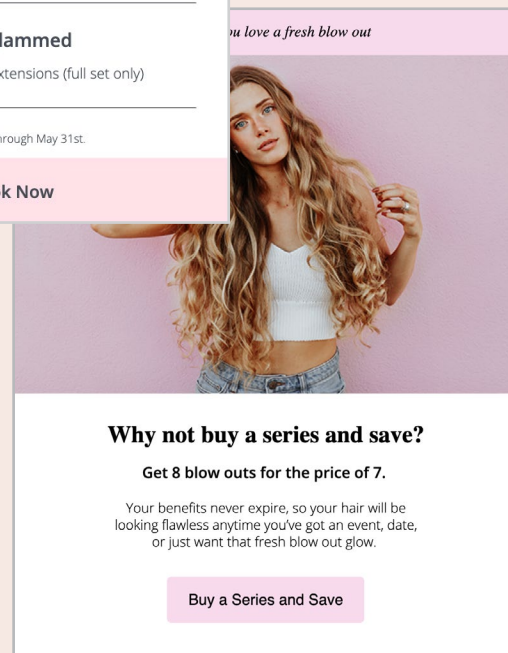 lammed
xtensions (full set only)
hrough May 31st.
k Now
u love a fresh blow out
Why not buy a series and save?
Get 8 blow outs for the price of 7.
Your benefits never expire, so your hair will be
looking flawless anytime you've got an event, date,
or just want that fresh blow out glow.
Buy a Series and Save